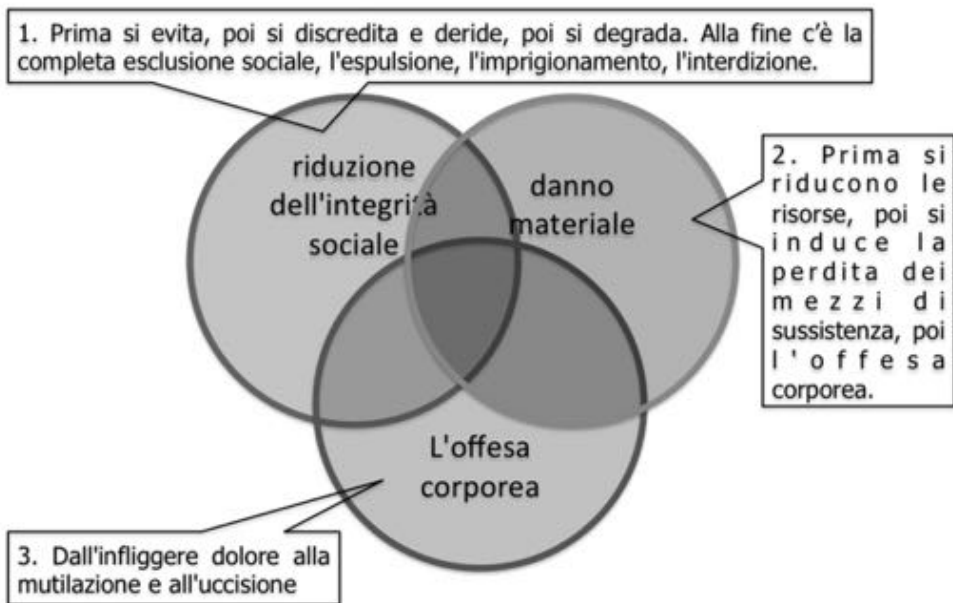 1. Prima si evita, poi si discredita e deride, poi si degrada. Alla fine c'è la
completa esclusione sociale, l'espulsione, l'imprigionamento, l'interdizione.
riduzione
dell'integrità
sociale
danno
materiale
2. Prima si
riducono le
risorse, poi si
induce la
perdita dei
mezzi di
sussistenza, poi
l'offesa
corporea.
L'offesa
corporea
3. Dall'infliggere dolore alla
mutilazione e all'uccisione